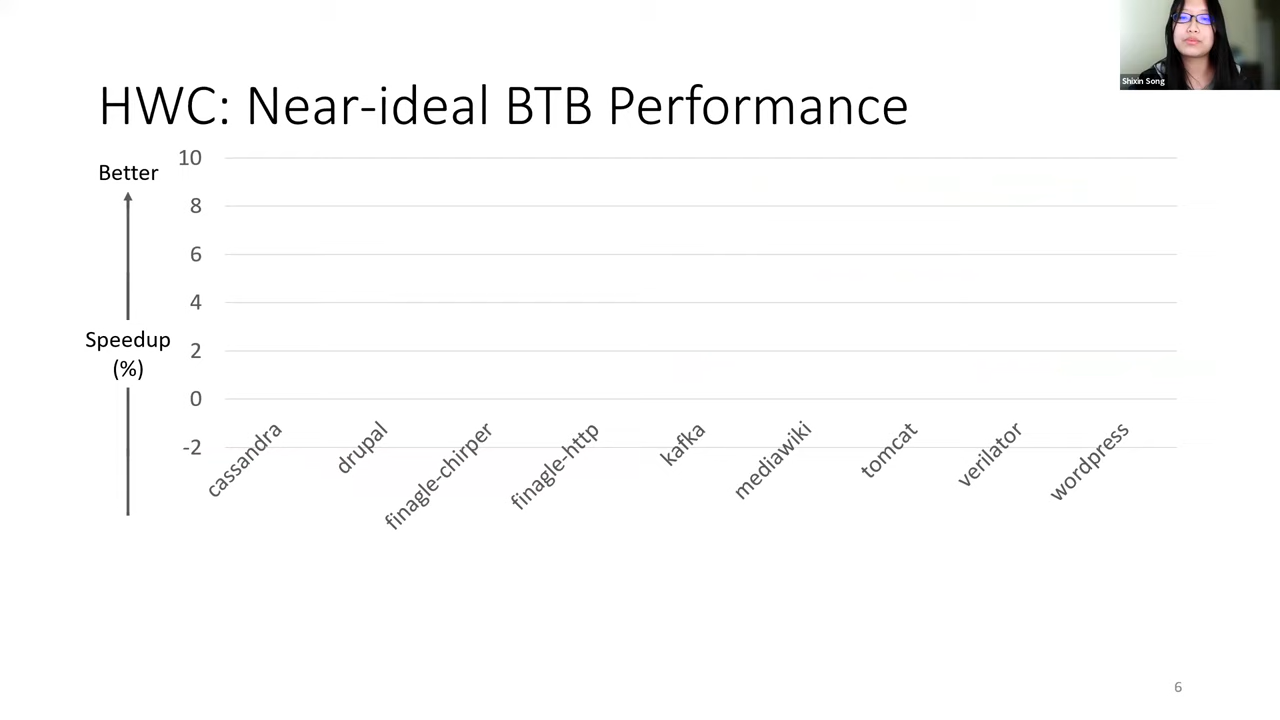 Shixin Song
HWC: Near-ideal BTB Performance
Better
Speedup
(%)
10
8
6
4
2
0
-2
cassandra
drupal
finagle-chirper
finagle-http
kafka
mediawiki
tomcat
verilator
wordpress
6